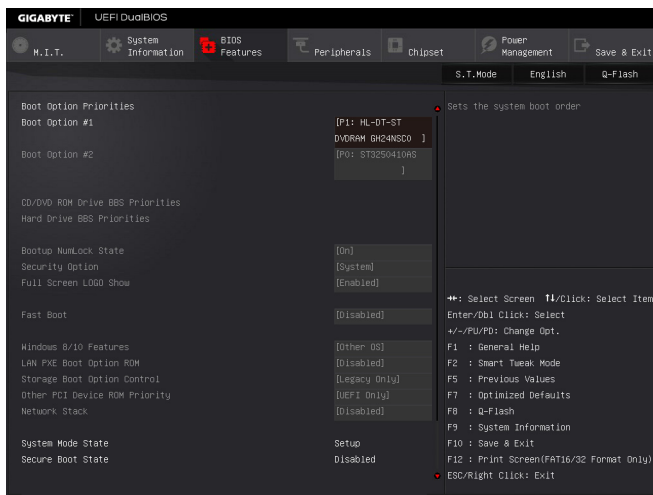 GIGABYTE™ UEFI DualBIOS
M.I.T.
System Information
BIOS Features
Peripherals
Chipset
Power Management
Save & Exit
S.T.Mode English Q-Flash
Boot Option Priorities
Boot Option #1 [P1: HL-DT-ST
DVDRAM GH24NSC0 ]
Boot Option #2 [P0: ST3250410AS
]
CD/DVD ROM Drive BBS Priorities
Hard Drive BBS Priorities
Bootup NumLock State [On]
Security Option [System]
Full Screen LOGO Show [Enabled]
Fast Boot [Disabled]
Windows 8/10 Features [Other OS]
LAN PXE Boot Option ROM [Disabled]
Storage Boot Option Control [Legacy Only]
Other PCI Device ROM Priority [UEFI Only]
Network Stack [Disabled]
System Mode State Setup
Secure Boot State Disabled
Sets the system boot order
→←: Select Screen ↑↓/Click: Select Item
Enter/Dbl Click: Select
+/-/PU/PD: Change Opt.
F1 : General Help
F2 : Smart Tweak Mode
F5 : Previous Values
F7 : Optimized Defaults
F8 : Q-Flash
F9 : System Information
F10 : Save & Exit
F12 : Print Screen(FAT16/32 Format Only)
ESC/Right Click: Exit